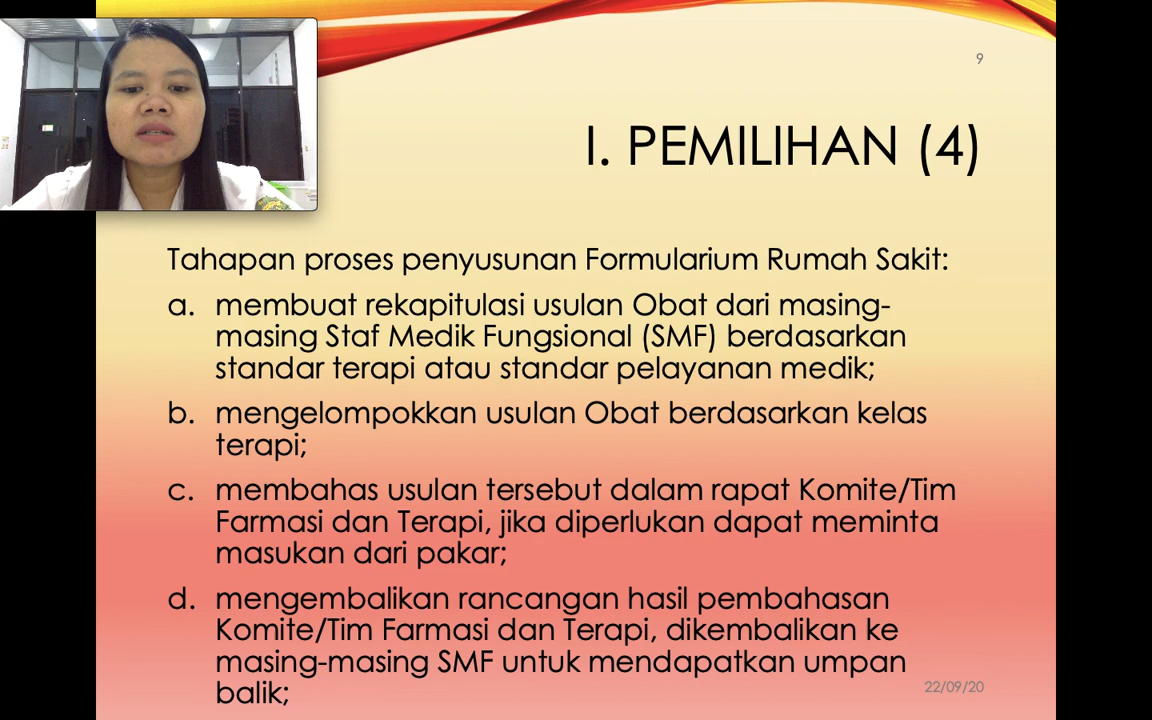 9
I. PEMILIHAN (4)
Tahapan proses penyusunan Formularium Rumah Sakit:
a. membuat rekapitulasi usulan Obat dari masing-
masing Staf Medik Fungsional (SMF) berdasarkan
standar terapi atau standar pelayanan medik;
b. mengelompokkan usulan Obat berdasarkan kelas
terapi;
c. membahas usulan tersebut dalam rapat Komite/Tim
Farmasi dan Terapi, jika diperlukan dapat meminta
masukan dari pakar;
d. mengembalikan rancangan hasil pembahasan
Komite/Tim Farmasi dan Terapi, dikembalikan ke
masing-masing SMF untuk mendapatkan umpan
balik;
22/09/20